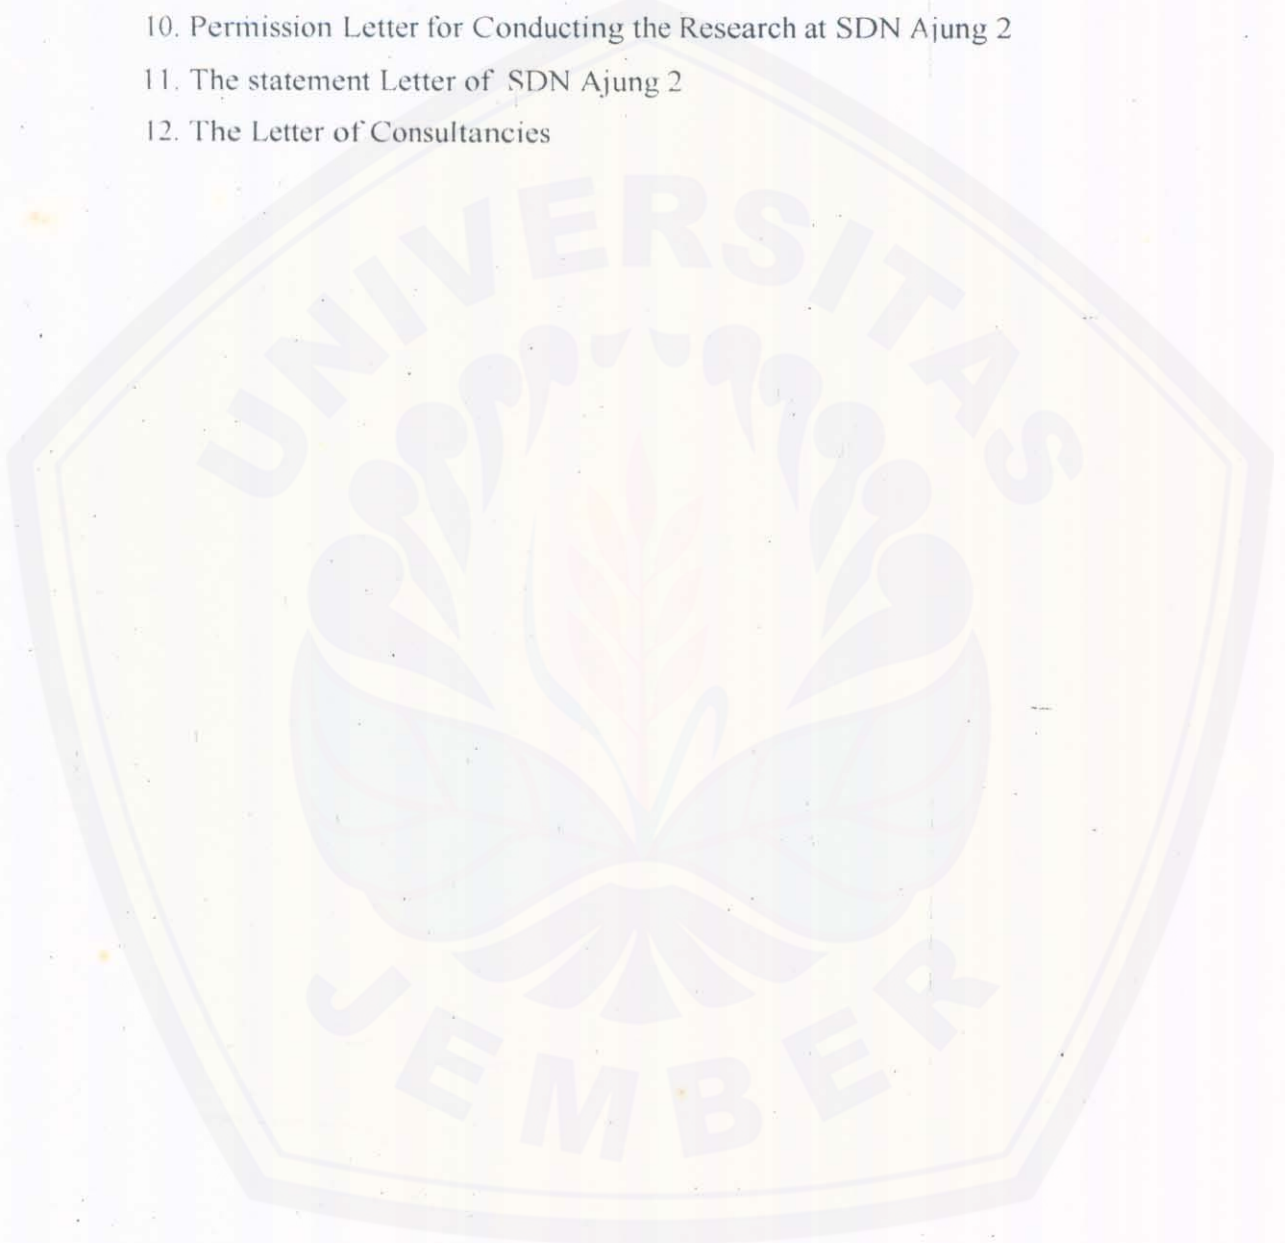 10. Permission Letter for Conducting the Research at SDN Ajung 2
11. The statement Letter of SDN Ajung 2
12. The Letter of Consultancies
UNIVERSITAS
JEMBER